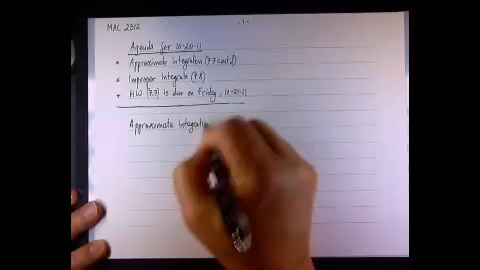 MAC 2312
-1-
Agenda for 10-20-11
* Approximate Integration (7.7 cont'd)
* Improper Integrals (7.8)
* HW (7.7) is due on Friday, 10-21-11
Approximate Integratio